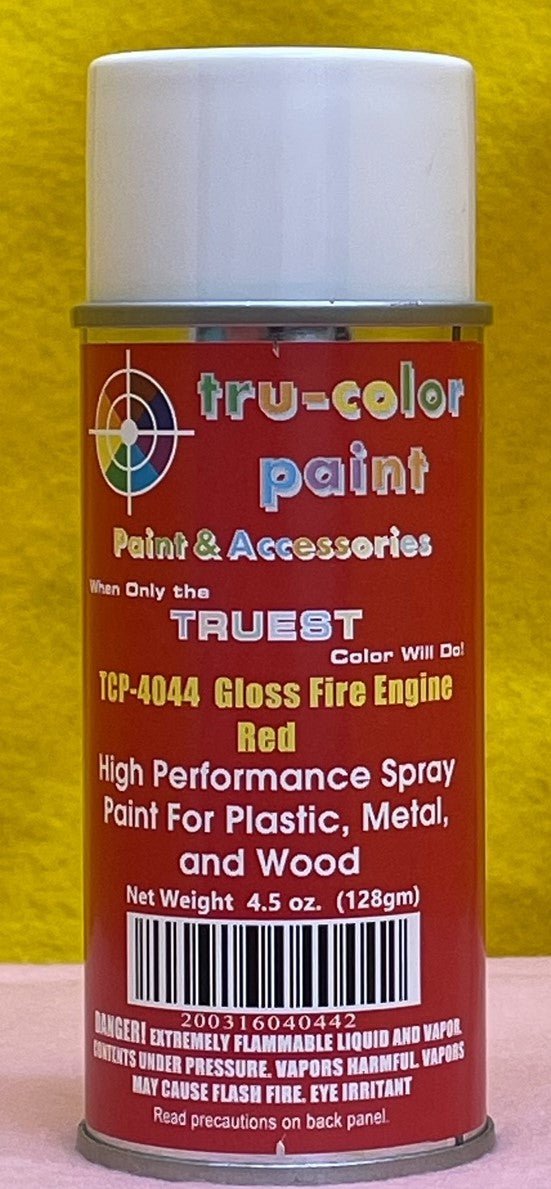 tru-color
paint
Paint & Accessories
When Only the
TRUEST
Color Will Do!
TCP-4044 Gloss Fire Engine
Red
High Performance Spray
Paint For Plastic, Metal,
and Wood
Net Weight 4.5 oz. (128gm)
200316040442
DANGER! EXTREMELY FLAMMABLE LIQUID AND VAPOR.
CONTENTS UNDER PRESSURE. VAPORS HARMFUL. VAPORS
MAY CAUSE FLASH FIRE. EYE IRRITANT
Read precautions on back panel.